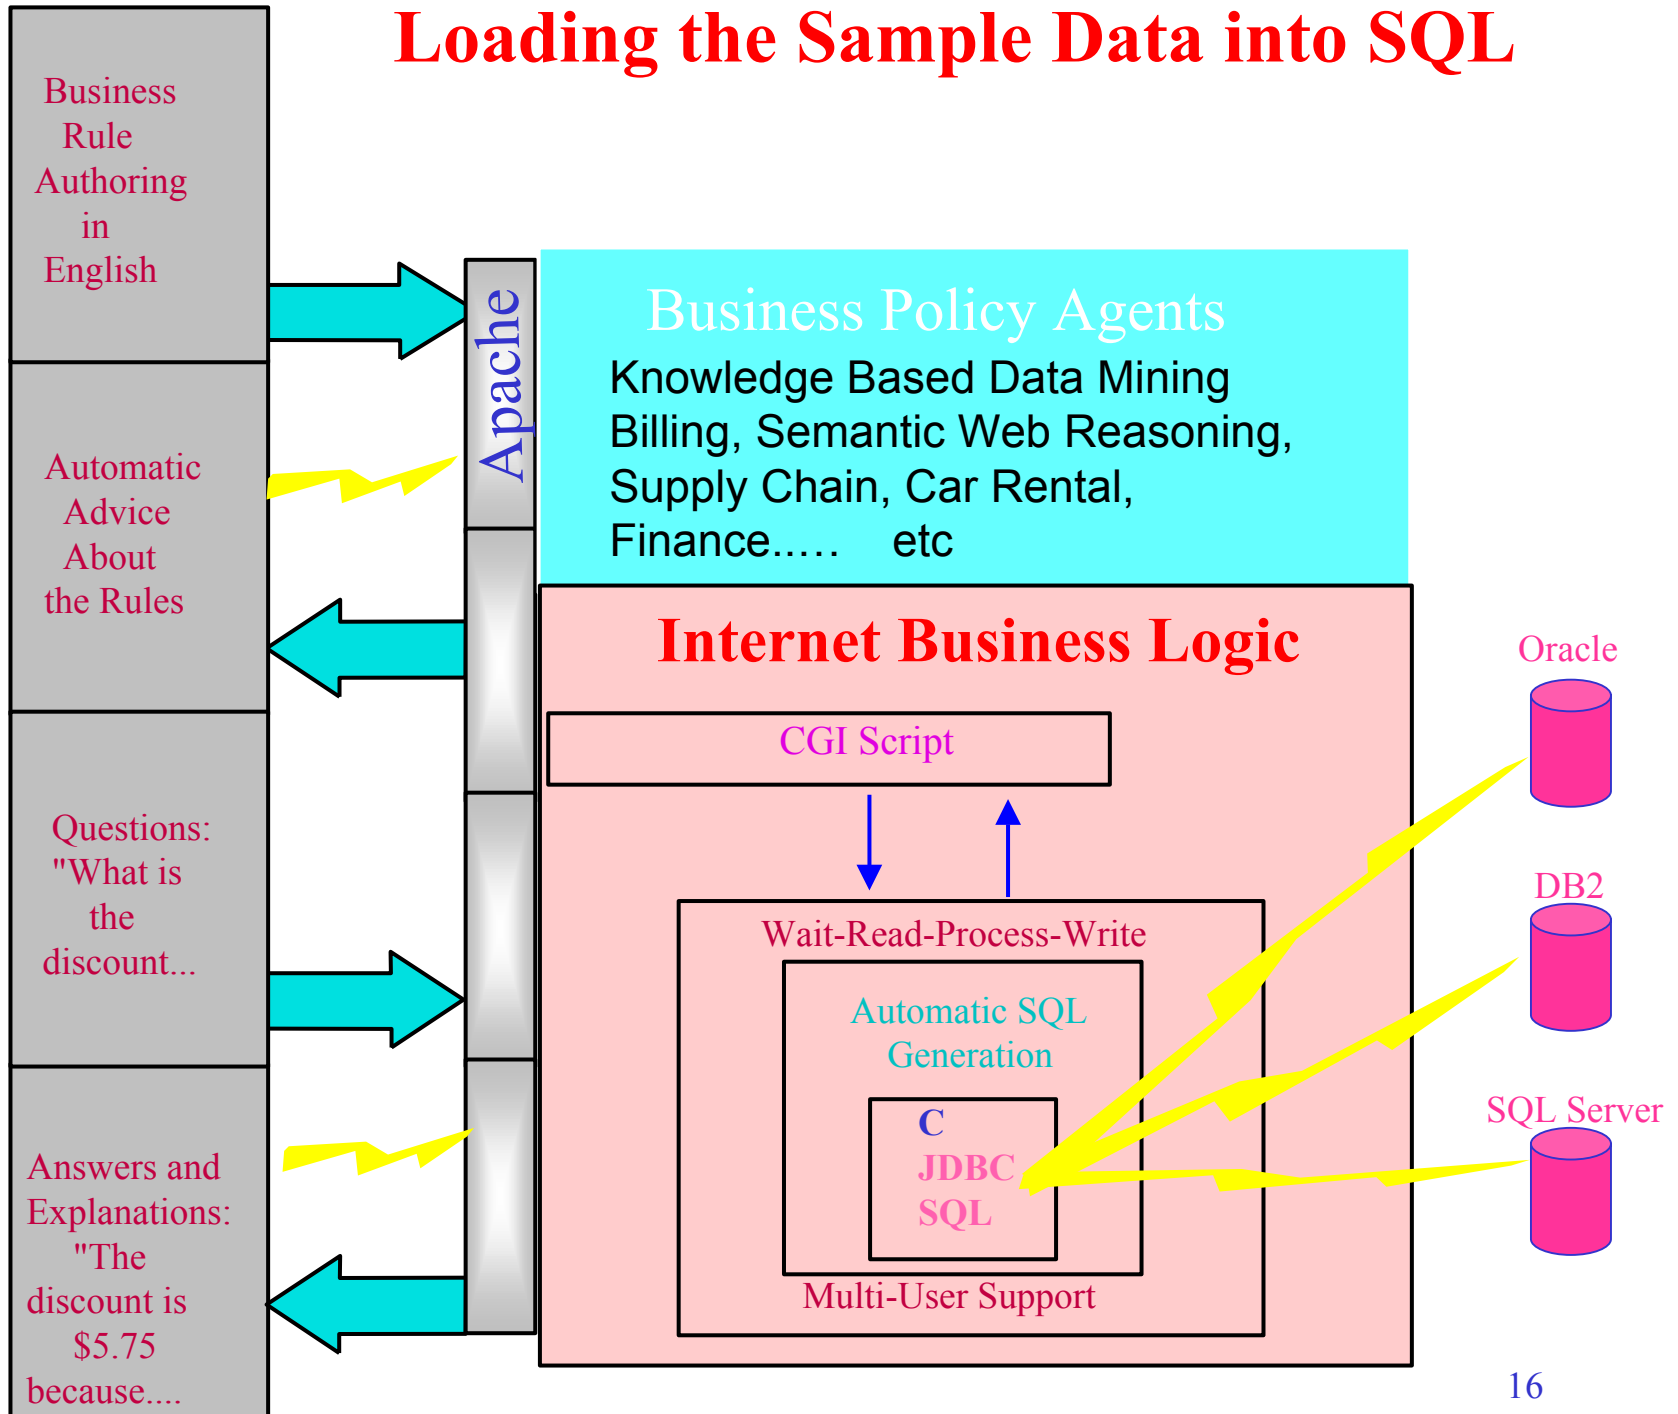 Loading the Sample Data into SQL
Business
Rule
Authoring
in
English
Automatic
Advice
About
the Rules
Questions:
"What is
the
discount...
Answers and
Explanations:
"The
discount is
$5.75
because....
Apache
Business Policy Agents
Knowledge Based Data Mining
Billing, Semantic Web Reasoning,
Supply Chain, Car Rental,
Finance..… etc
Internet Business Logic
CGI Script
Wait-Read-Process-Write
Automatic SQL
Generation
C
JDBC
SQL
Multi-User Support
Oracle
DB2
SQL Server
16